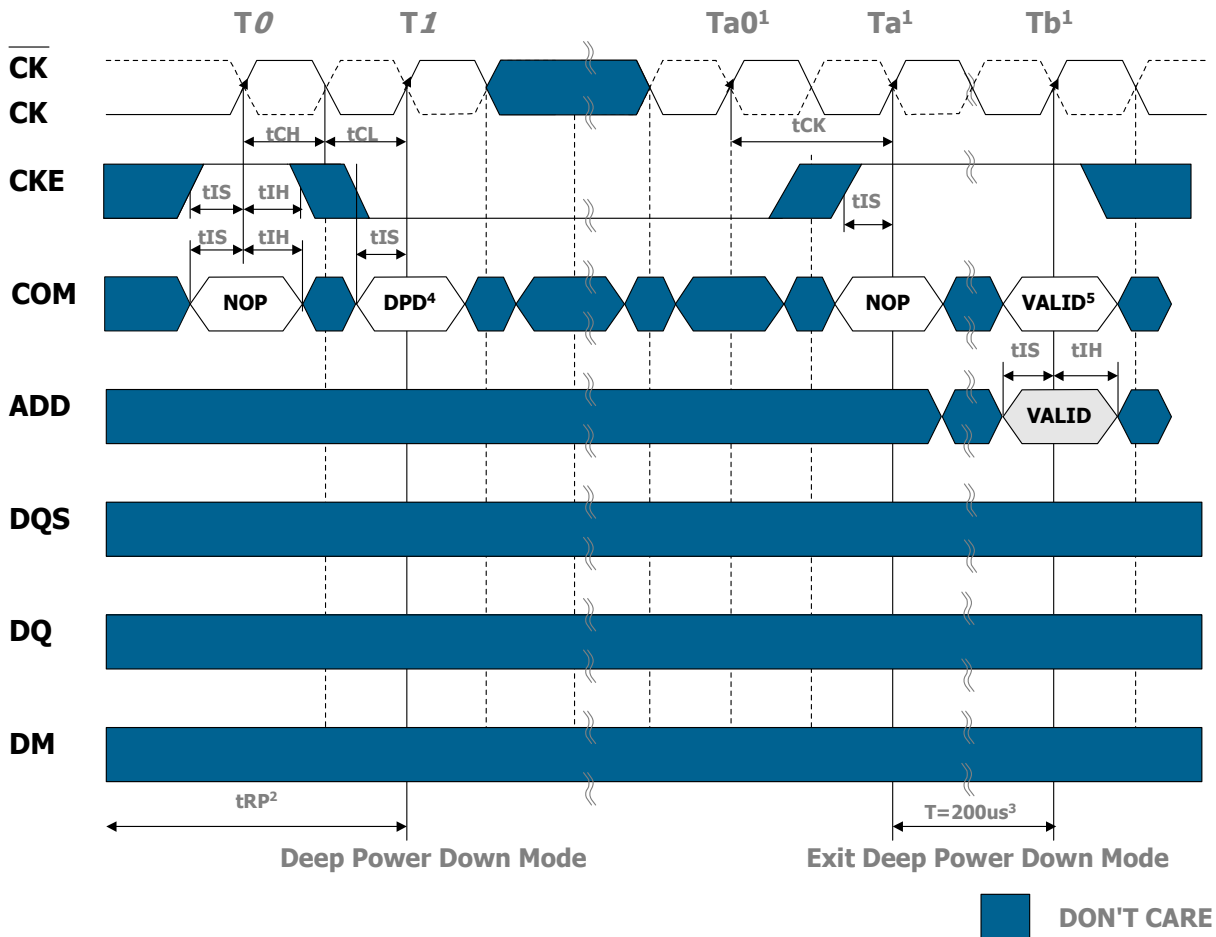 T0 T1 Ta0¹ Ta¹ Tb¹
CK
CK
tCH tCL tCK
CKE
tIS tIH
tIS
tIS tIH tIS
COM NOP DPD⁴ NOP VALID⁵
tIS tIH
ADD VALID
DQS
DQ
DM
tRP² T=200us³
Deep Power Down Mode Exit Deep Power Down Mode
DON'T CARE